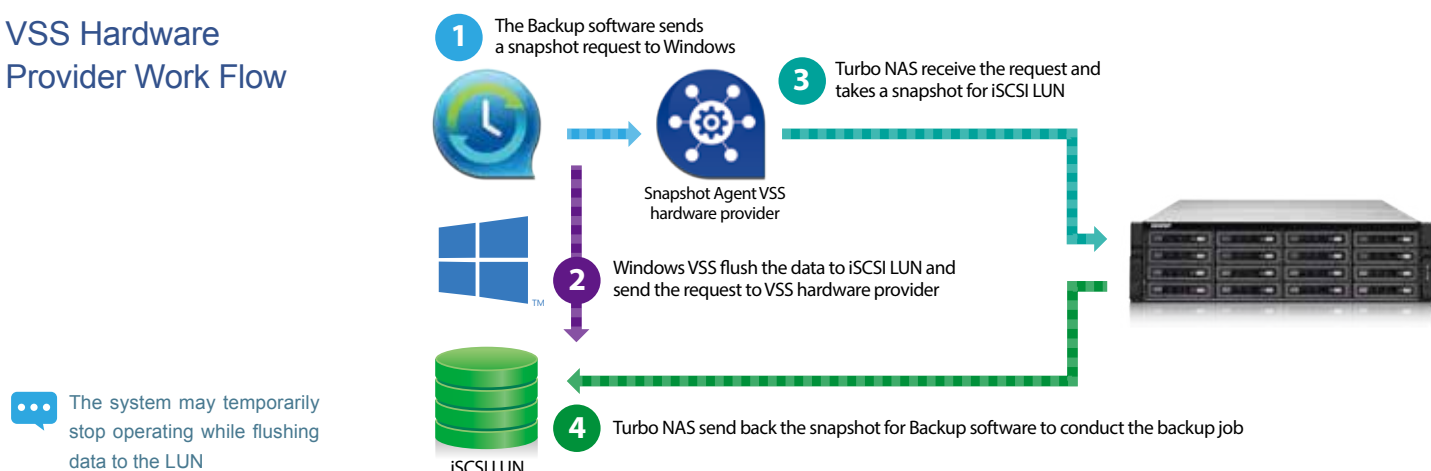 VSS Hardware
Provider Work Flow
1
The Backup software sends
a snapshot request to Windows
3
Turbo NAS receive the request and
takes a snapshot for iSCSI LUN
Snapshot Agent VSS
hardware provider
TM
2
Windows VSS flush the data to iSCSI LUN and
send the request to VSS hardware provider
4
Turbo NAS send back the snapshot for Backup software to conduct the backup job
iSCSI LUN
The system may temporarily
stop operating while flushing
data to the LUN